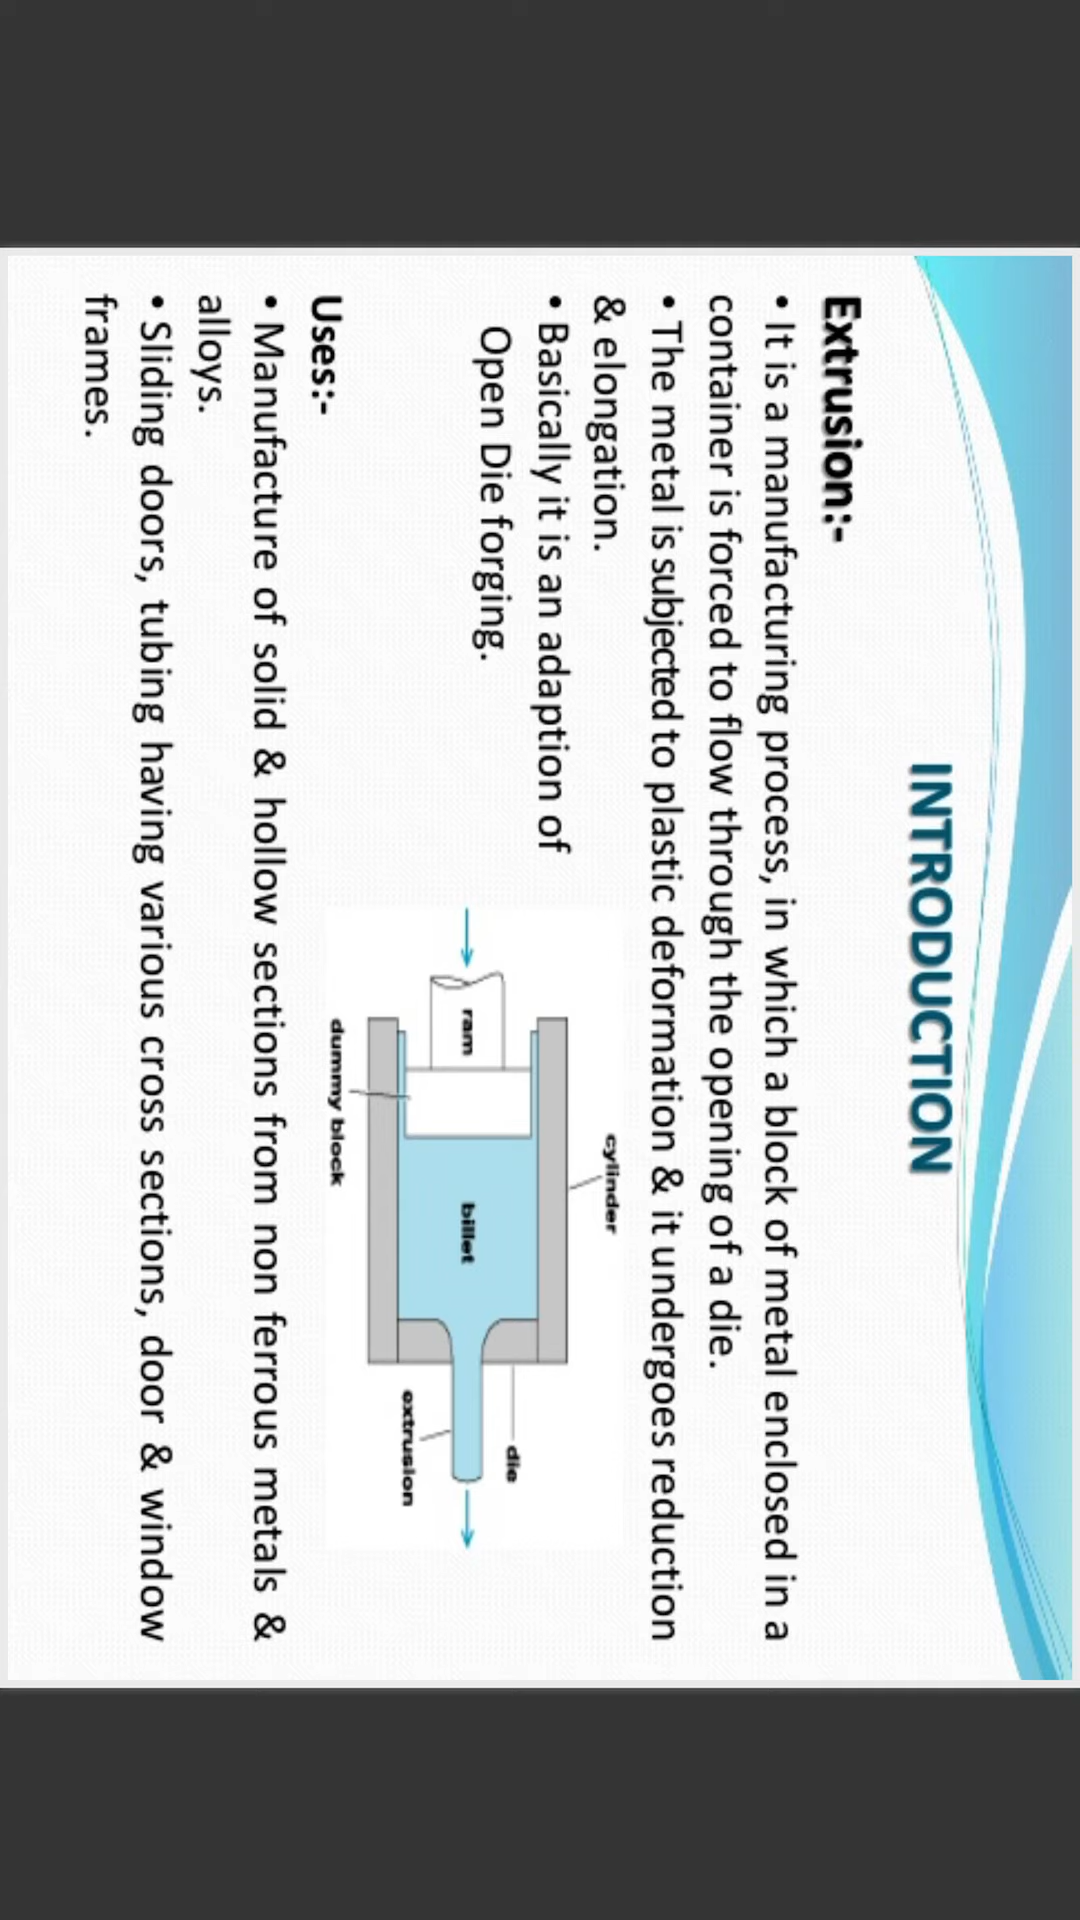 INTRODUCTION
Extrusion:-
• It is a manufacturing process, in which a block of metal enclosed in a
container is forced to flow through the opening of a die.
• The metal is subjected to plastic deformation & it undergoes reduction
& elongation.
• Basically it is an adaption of
Open Die forging.
cylinder
die
ram
billet
extrusion
dummy block
Uses:-
• Manufacture of solid & hollow sections from non ferrous metals &
alloys.
• Sliding doors, tubing having various cross sections, door & window
frames.